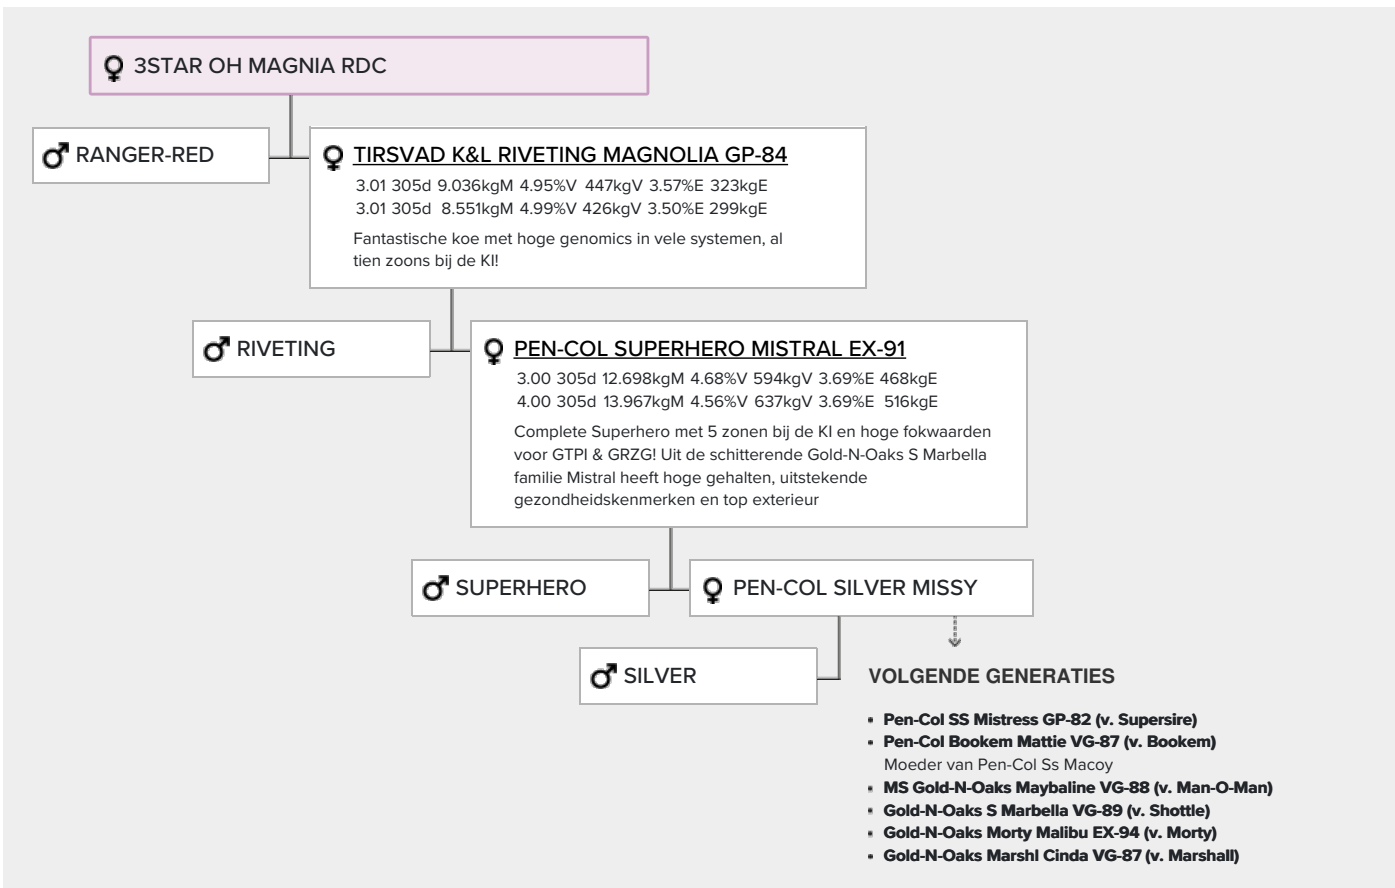 3STAR OH MAGNIA RDC
RANGER-RED
TIRSVAD K&L RIVETING MAGNOLIA GP-84
3.01 305d 9.036kgM 4.95%V 447kgV 3.57%E 323kgE
3.01 305d 8.551kgM 4.99%V 426kgV 3.50%E 299kgE
Fantastische koe met hoge genomics in vele systemen, al
tien zoons bij de KI!
RIVETING
PEN-COL SUPERHERO MISTRAL EX-91
3.00 305d 12.698kgM 4.68%V 594kgV 3.69%E 468kgE
4.00 305d 13.967kgM 4.56%V 637kgV 3.69%E 516kgE
Complete Superhero met 5 zonen bij de KI en hoge fokwaarden
voor GTPI & GRZG! Uit de schitterende Gold-N-Oaks S Marbella
familie Mistral heeft hoge gehalten, uitstekende
gezondheidskenmerken en top exterieur
SUPERHERO
PEN-COL SILVER MISSY
SILVER
VOLGENDE GENERATIES
• Pen-Col SS Mistress GP-82 (v. Supersire)
• Pen-Col Bookem Mattie VG-87 (v. Bookem)
Moeder van Pen-Col Ss Macoy
• MS Gold-N-Oaks Maybaline VG-88 (v. Man-O-Man)
• Gold-N-Oaks S Marbella VG-89 (v. Shottle)
• Gold-N-Oaks Morty Malibu EX-94 (v. Morty)
• Gold-N-Oaks Marshl Cinda VG-87 (v. Marshall)